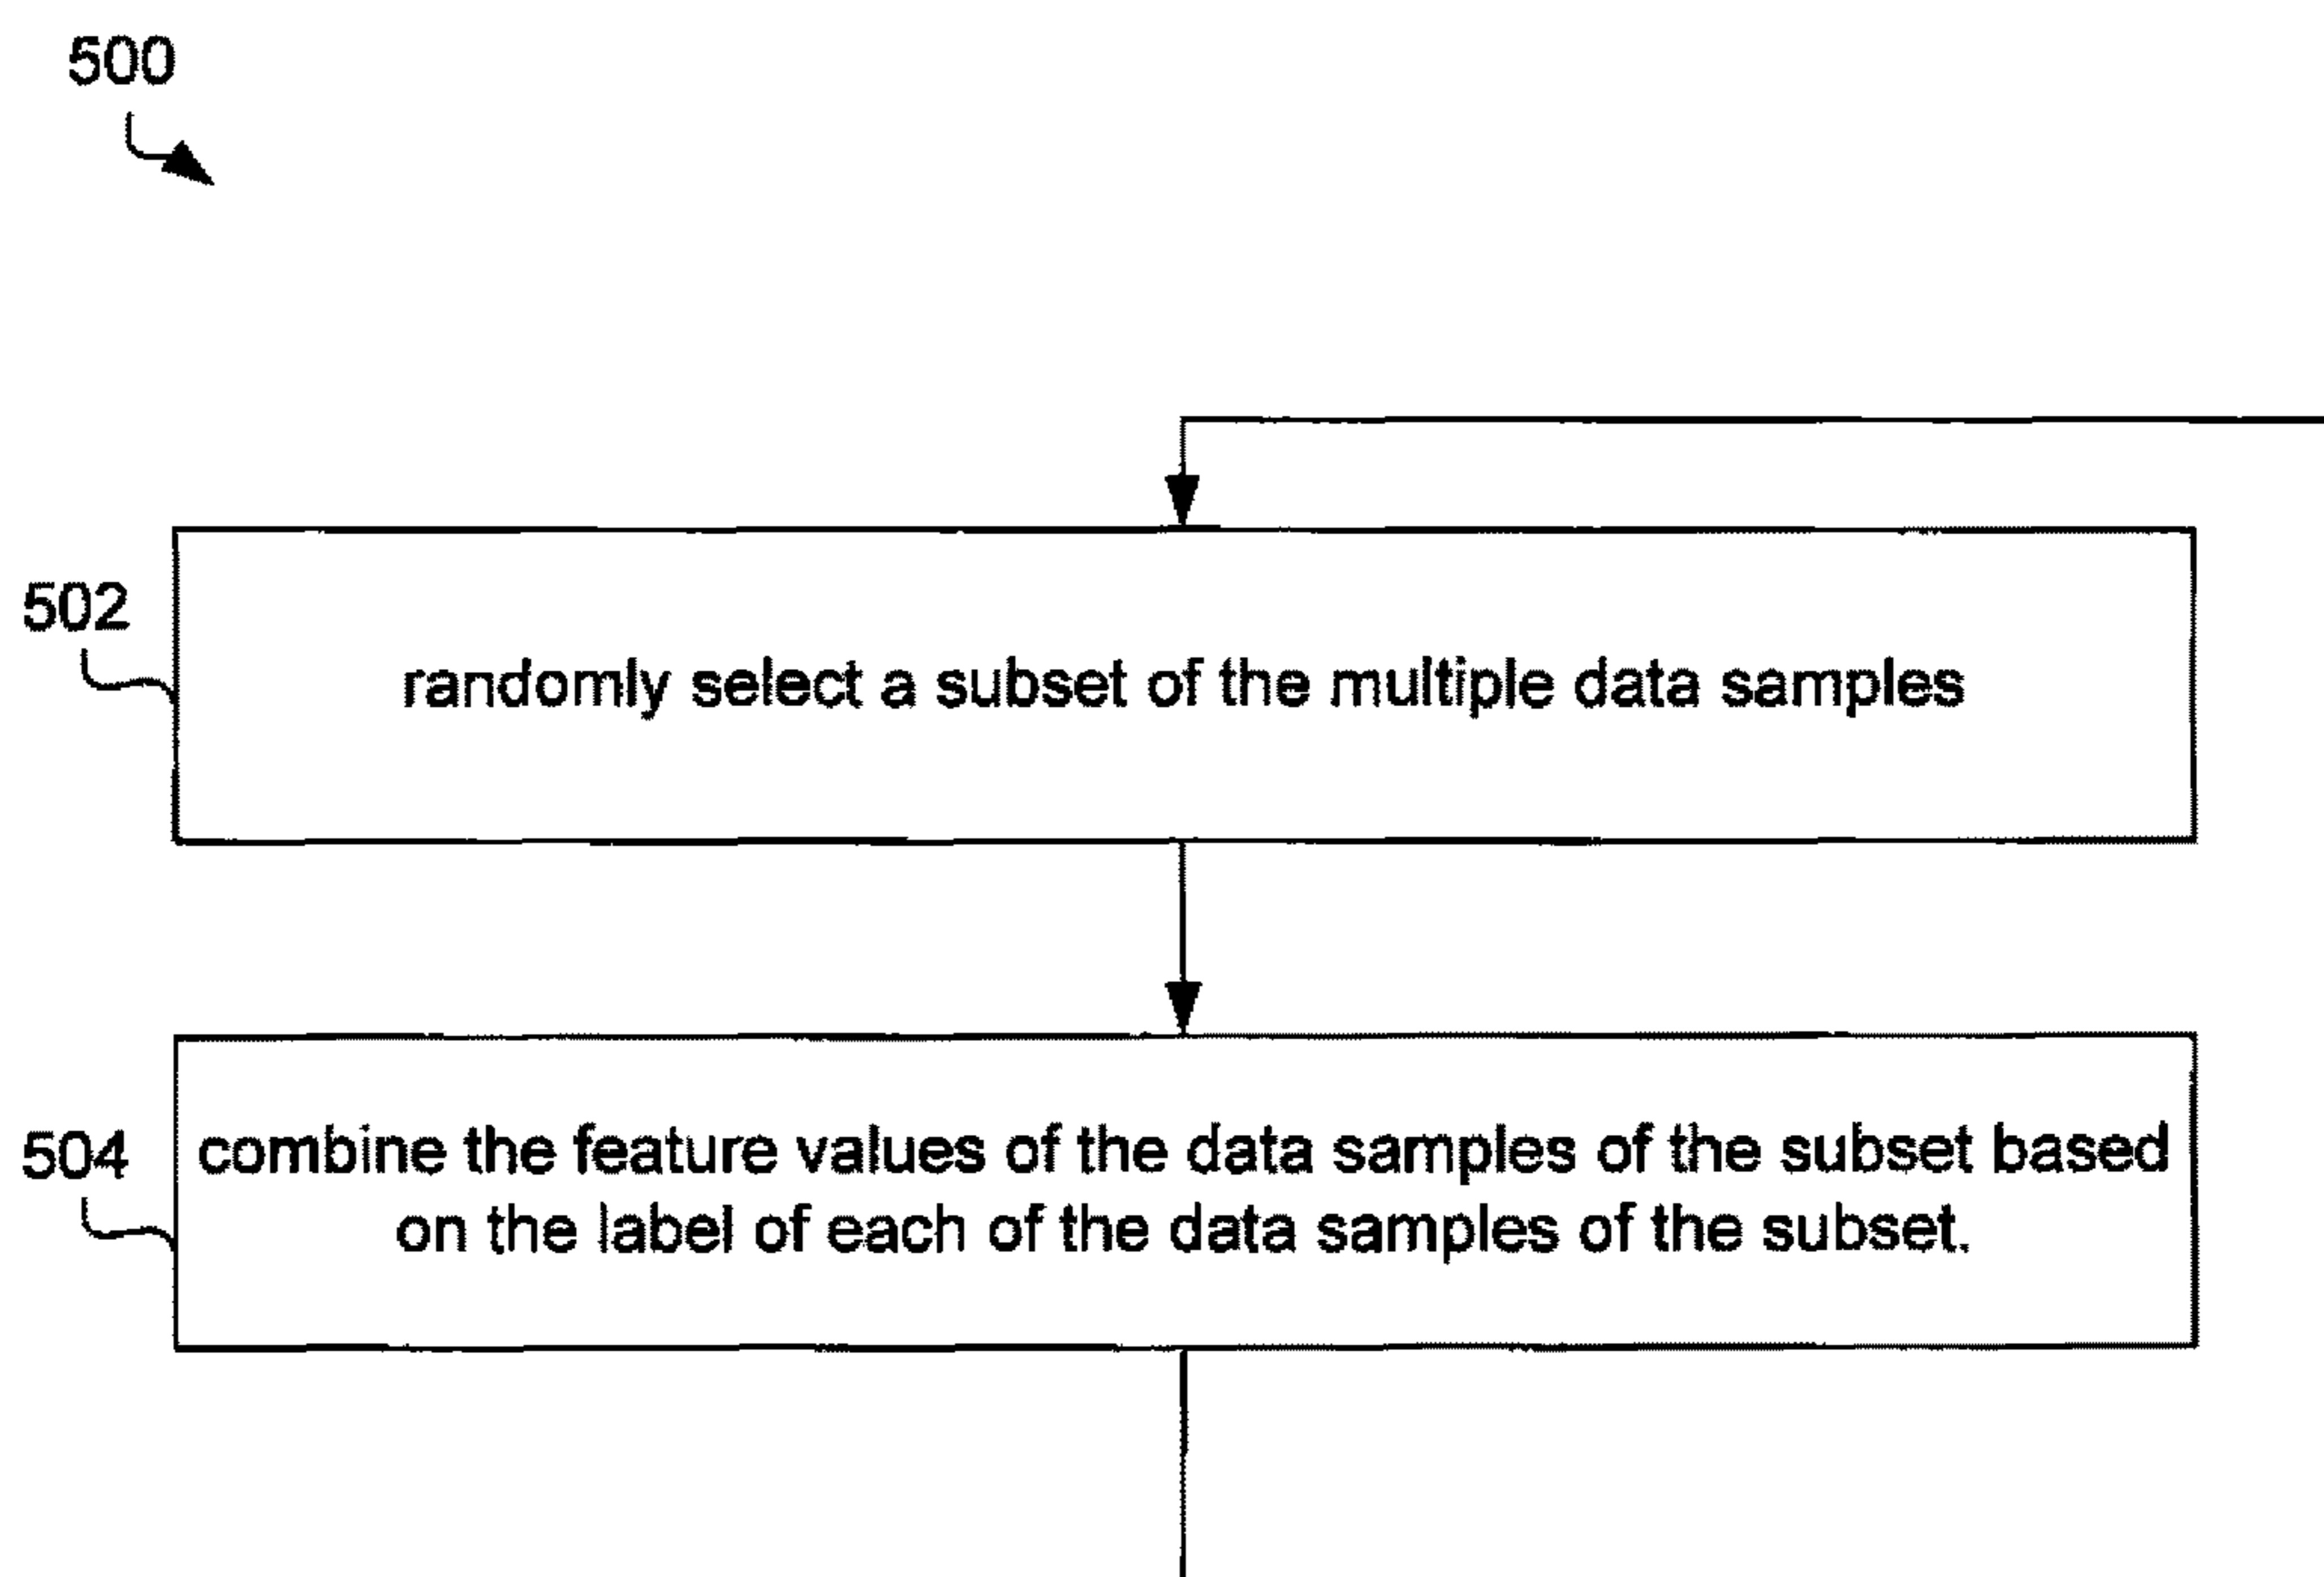 500
502
randomly select a subset of the multiple data samples
504
combine the feature values of the data samples of the subset based
on the label of each of the data samples of the subset.